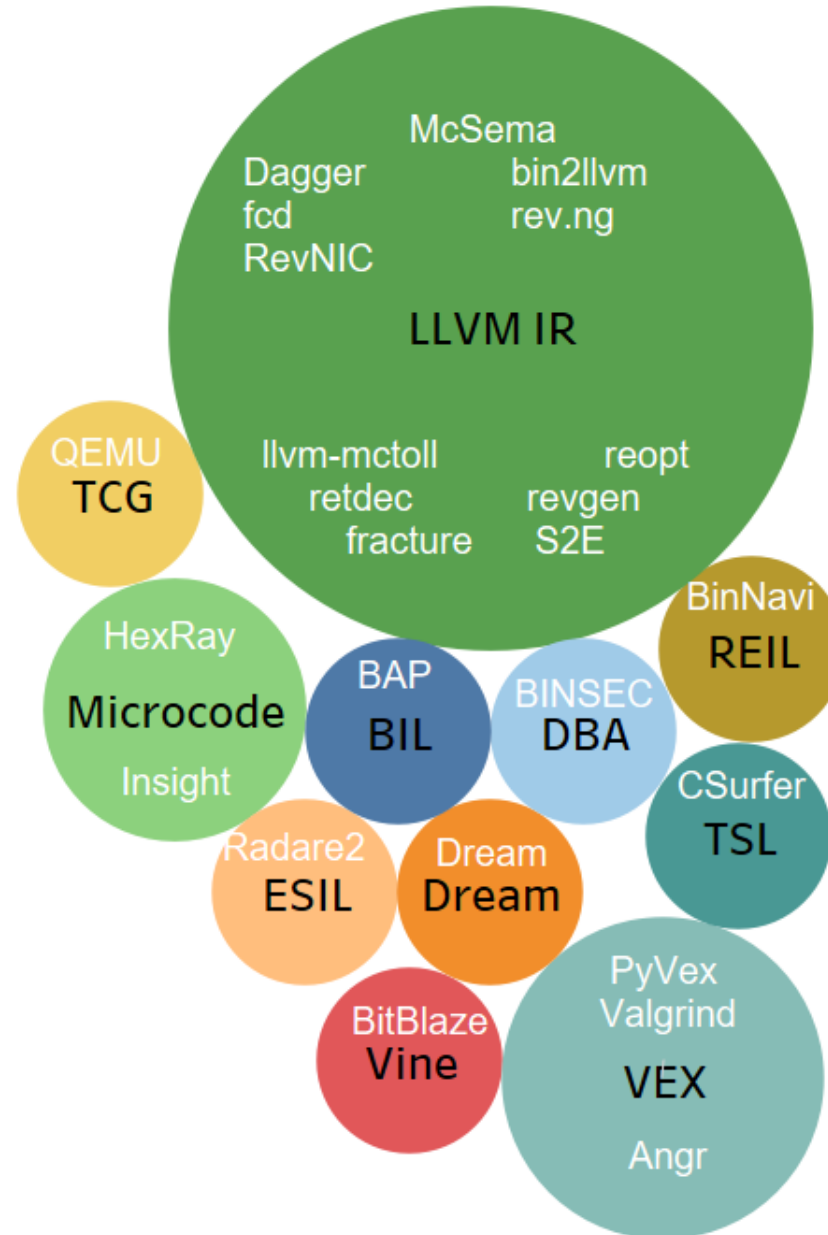 McSema
Dagger bin2llvm
fcd rev.ng
RevNIC
LLVM IR
llvm-mctoll reopt
retdec revgen
fracture S2E
QEMU
TCG
BinNavi
REIL
HexRay
Microcode
Insight
BAP
BIL
BINSEC
DBA
CSurfer
TSL
Radare2
ESIL
Dream
Dream
PyVex
Valgrind
VEX
Angr
BitBlaze
Vine